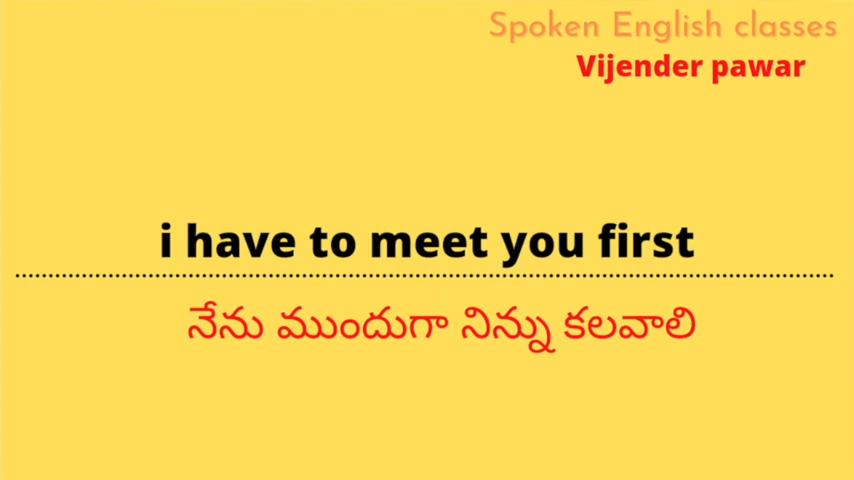 Spoken English classes
Vijender pawar
i have to meet you first
నేను ముందుగా నిన్ను కలవాలి